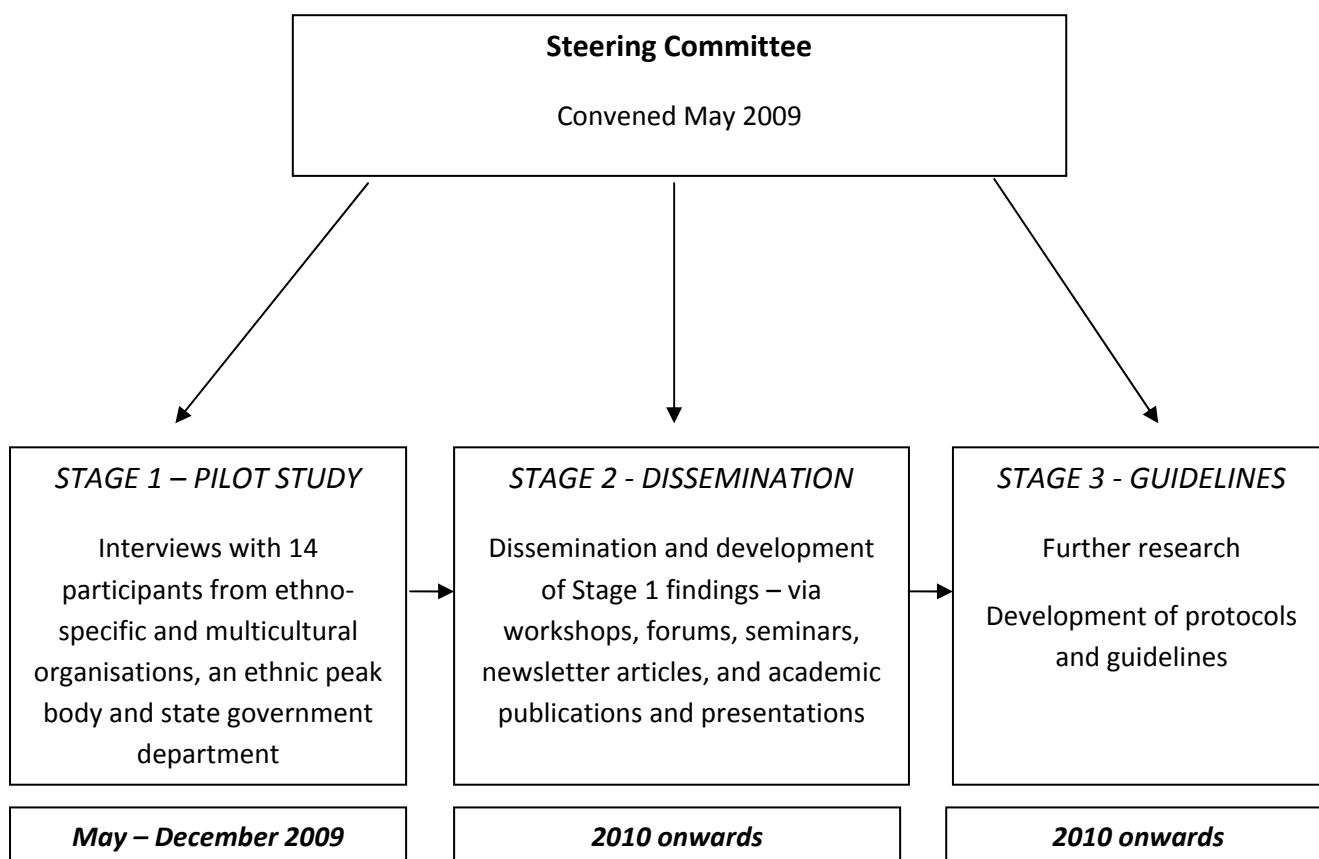 Steering Committee
Convened May 2009
STAGE 1 – PILOT STUDY
Interviews with 14
participants from ethno-
specific and multicultural
organisations, an ethnic peak
body and state government
department
May – December 2009
STAGE 2 - DISSEMINATION
Dissemination and development
of Stage 1 findings – via
workshops, forums, seminars,
newsletter articles, and academic
publications and presentations
2010 onwards
STAGE 3 - GUIDELINES
Further research
Development of protocols
and guidelines
2010 onwards